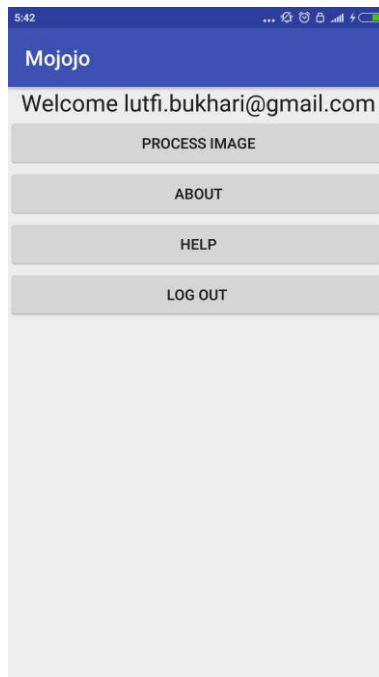 5:42
...
Mojojo
Welcome lutfi.bukhari@gmail.com
PROCESS IMAGE
ABOUT
HELP
LOG OUT